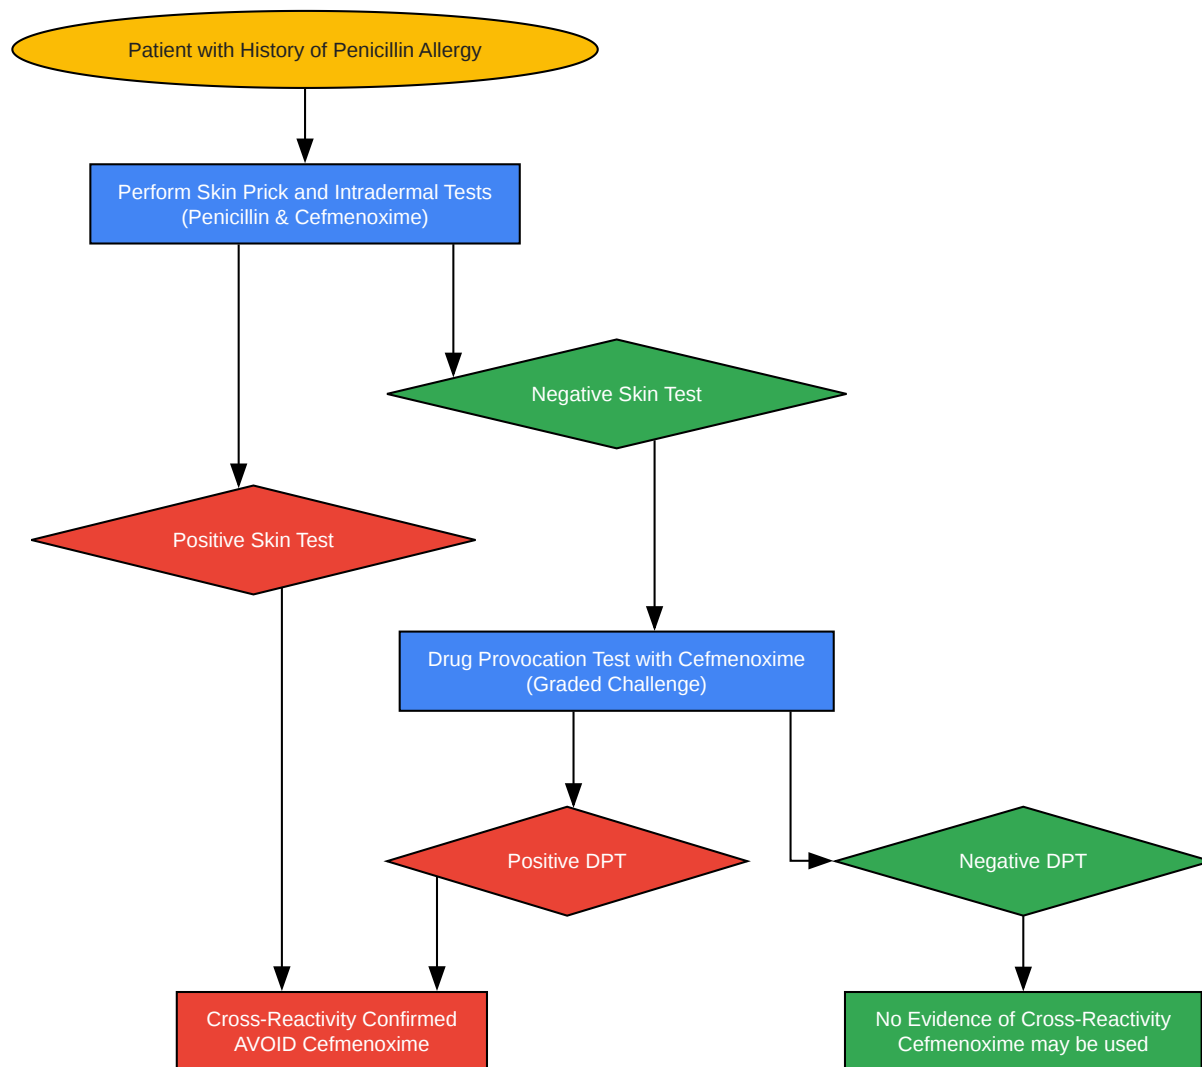 Patient with History of Penicillin Allergy
Perform Skin Prick and Intradermal Tests
(Penicillin & Cefmenoxime)
Negative Skin Test
Positive Skin Test
Drug Provocation Test with Cefmenoxime
(Graded Challenge)
Positive DPT
Negative DPT
Cross-Reactivity Confirmed
AVOID Cefmenoxime
No Evidence of Cross-Reactivity
Cefmenoxime may be used